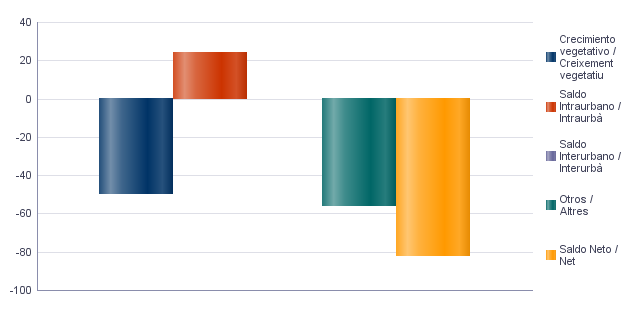 40
20
0
-20
-40
-60
-80
-100
Crecimiento
vegetativo /
Creixement
vegetatiu
Saldo
Intraurbano /
Intraurbà
Saldo
Interurbano /
Interurbà
Otros /
Altres
Saldo Neto /
Net